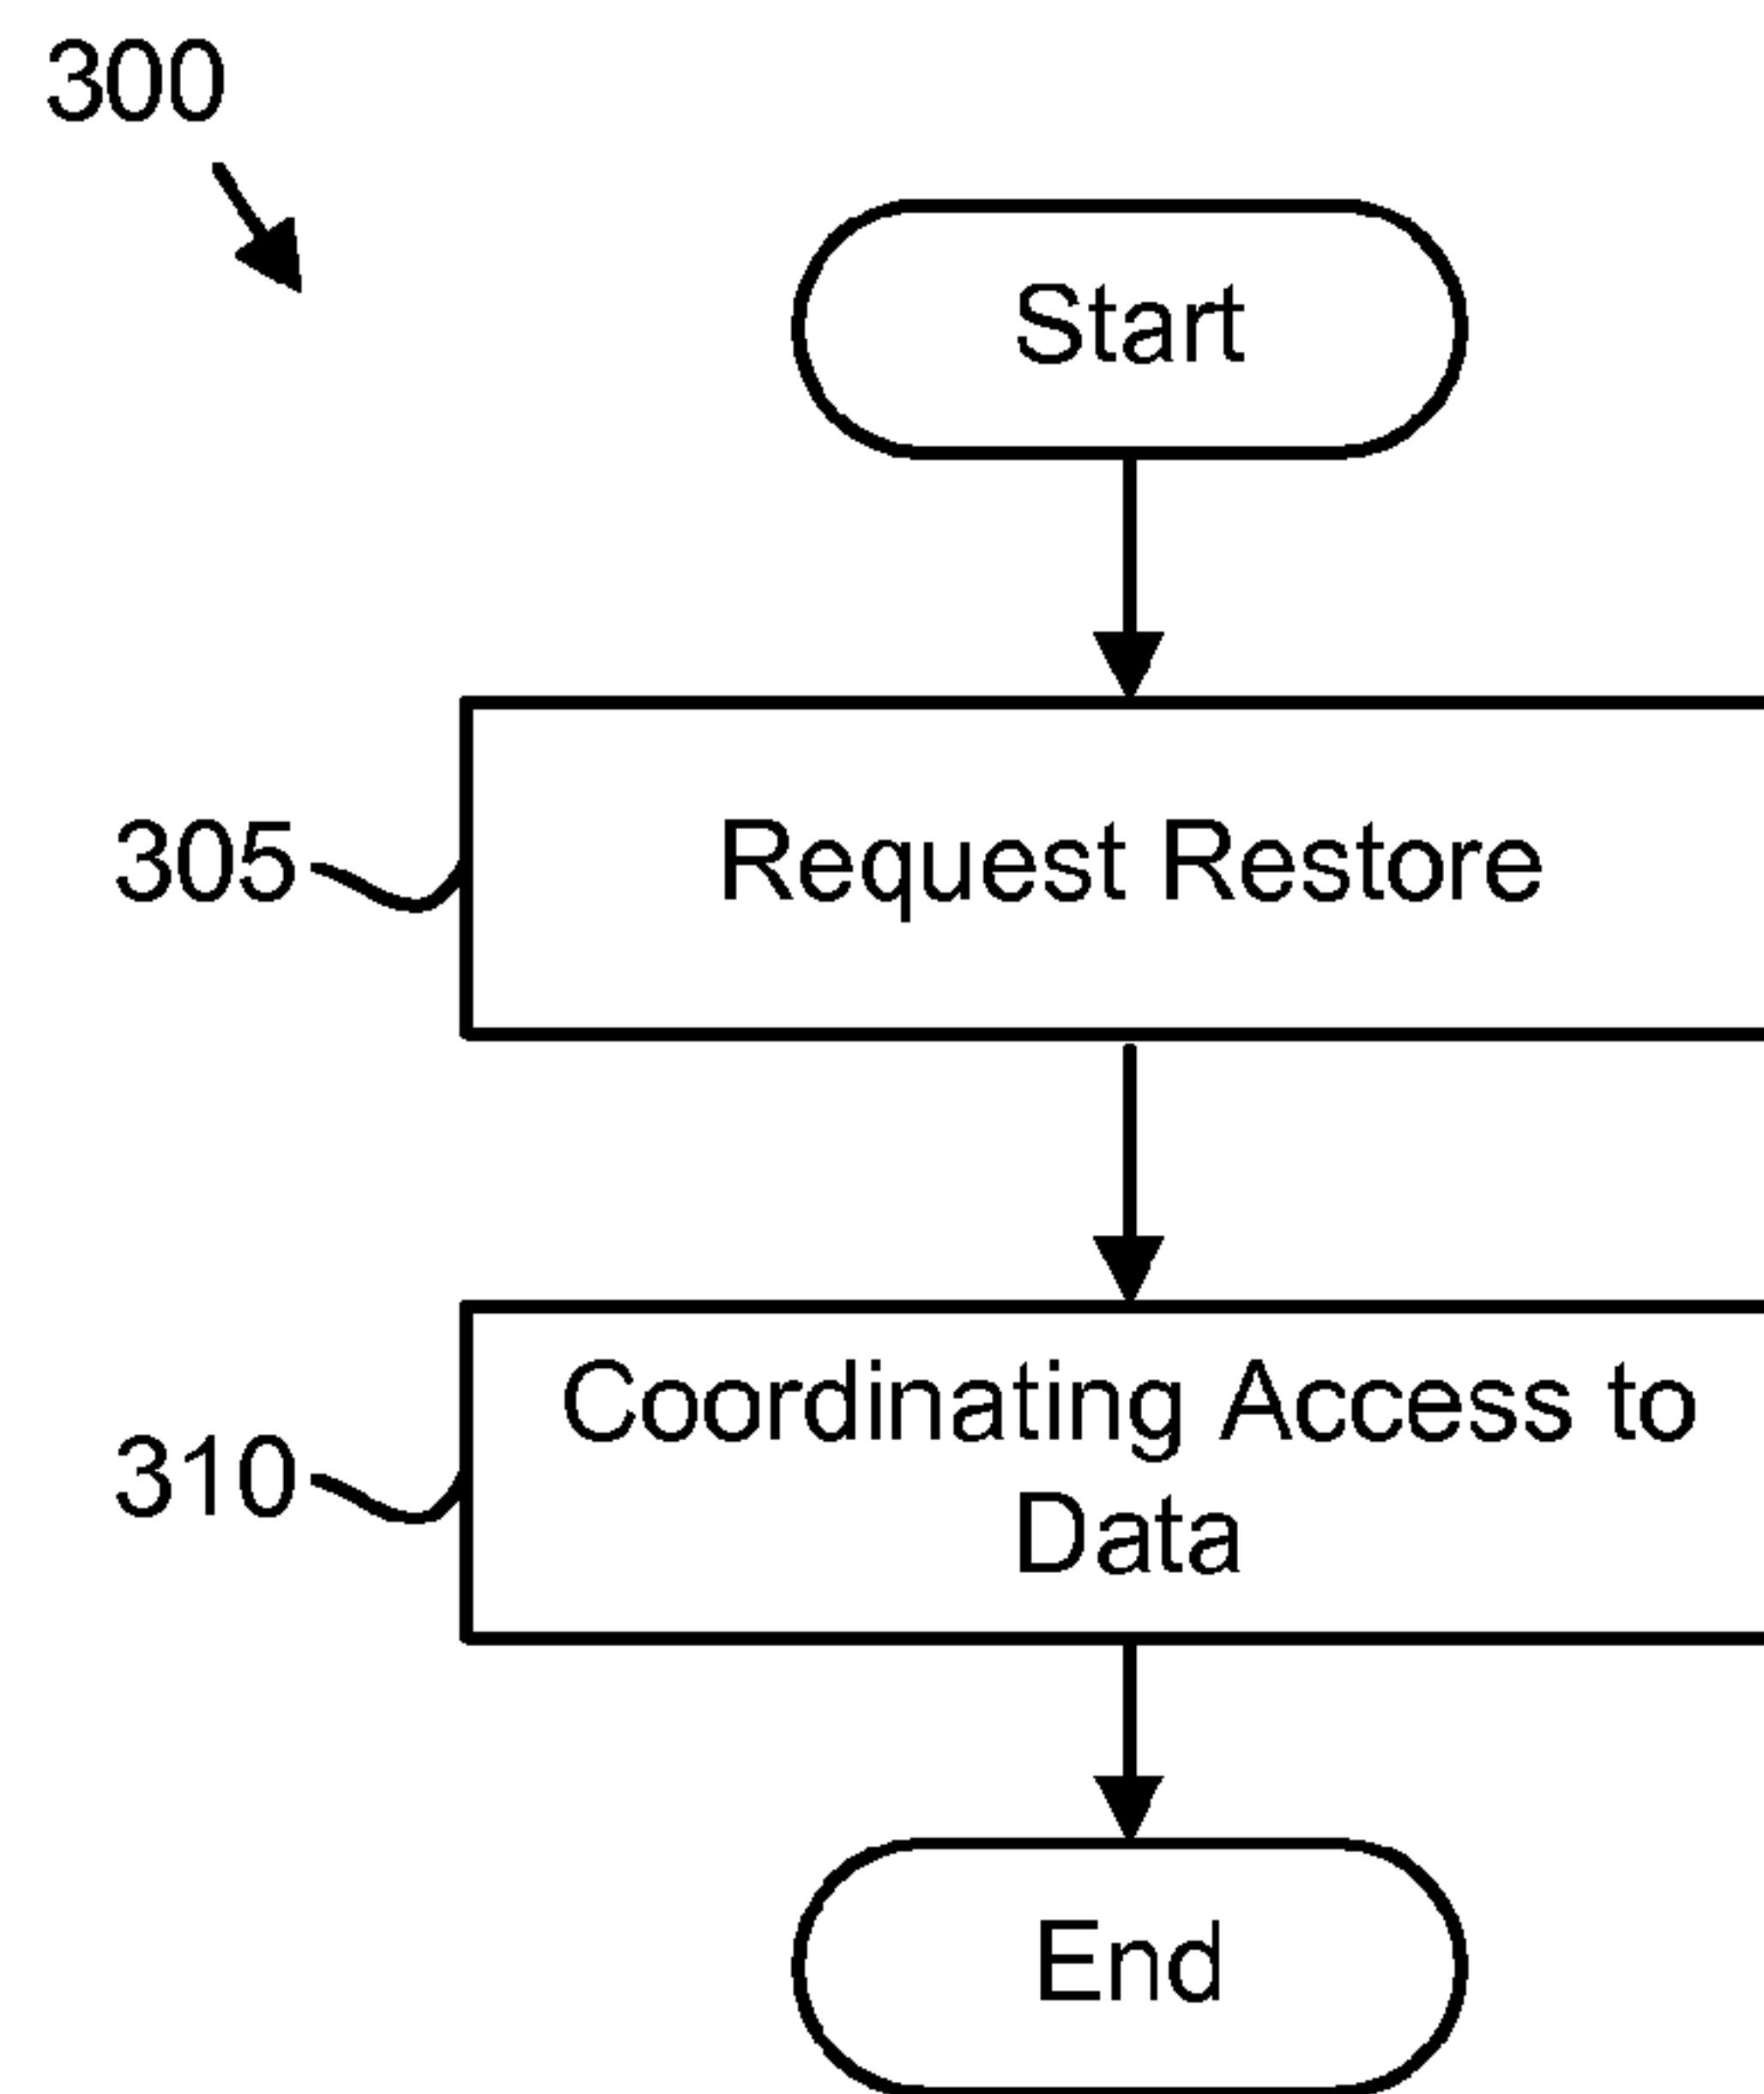 300
Start
305
Request Restore
310
Coordinating Access to
Data
End